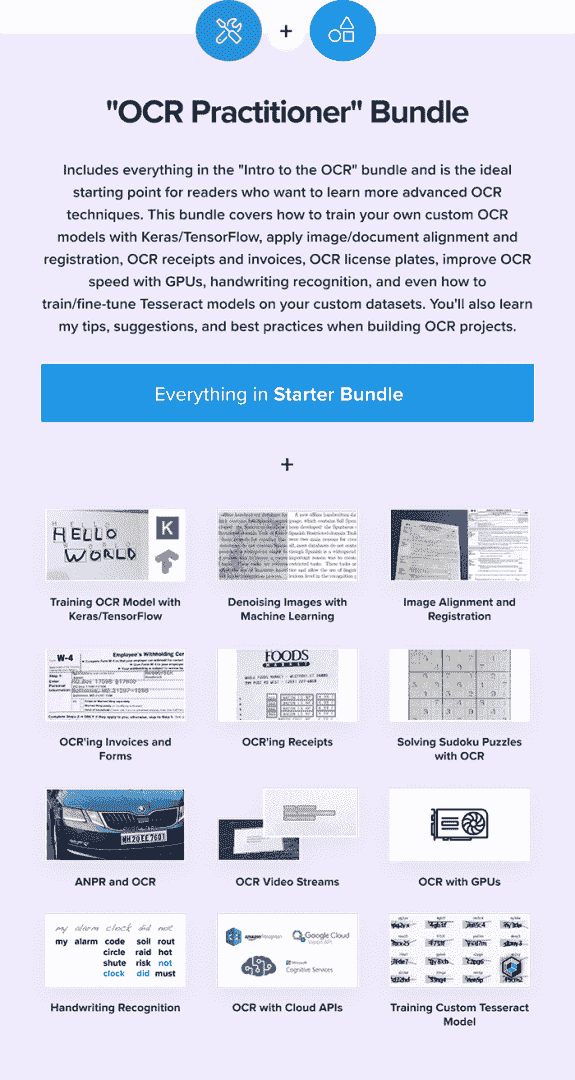 +
"OCR Practitioner" Bundle
Includes everything in the "Intro to the OCR" bundle and is the ideal
starting point for readers who want to learn more advanced OCR
techniques. This bundle covers how to train your own custom OCR
models with Keras/TensorFlow, apply image/document alignment and
registration, OCR receipts and invoices, OCR license plates, improve OCR
speed with GPUs, handwriting recognition, and even how to
train/fine-tune Tesseract models on your custom datasets. You'll also learn
my tips, suggestions, and best practices when building OCR projects.
Everything in Starter Bundle
+
HELLO
WORLD
K
Training OCR Model with
Keras/TensorFlow
Denoising Images with
Machine Learning
Image Alignment and
Registration
W-4
Employee's Withholding Cer
OCR'ing Invoices and
Forms
FOODS
MARKET
OCR'ing Receipts
Solving Sudoku Puzzles
with OCR
MH20EE7601
ANPR and OCR
OCR Video Streams
OCR with GPUs
my alarm clock did not
my alarm code soil rout
circle raid hot
shute risk not
clock did must
Handwriting Recognition
amazon Rekognition
Google Cloud
Vision API
Microsoft
Cognitive Services
OCR with Cloud APIs
Training Custom Tesseract
Model